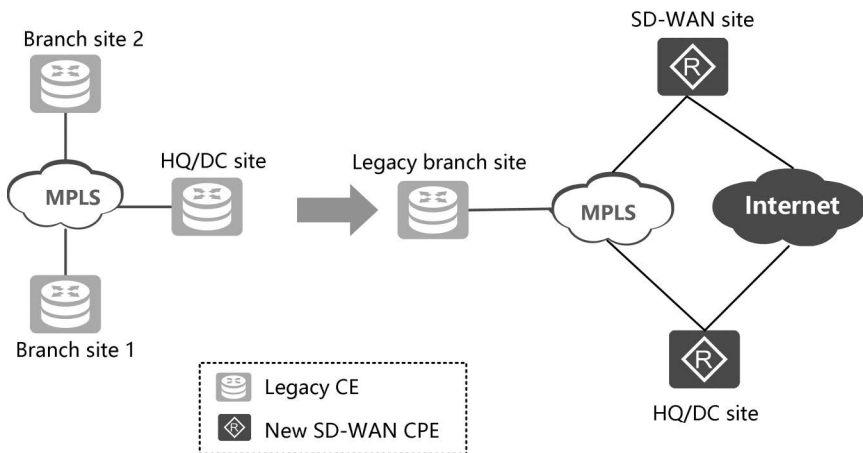 Branch site 2
MPLS
HQ/DC site
Branch site 1
SD-WAN site
R
Legacy branch site
MPLS
Internet
R
HQ/DC site
Legacy CE
R
New SD-WAN CPE